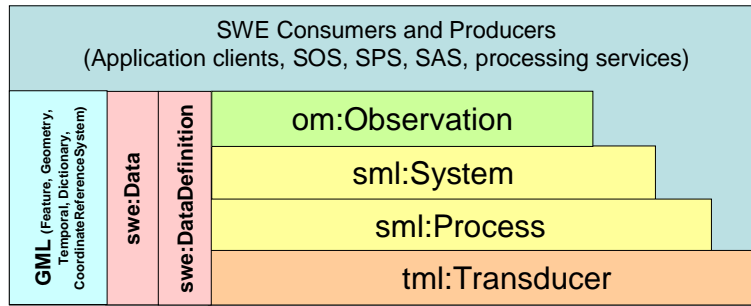 SWE Consumers and Producers
(Application clients, SOS, SPS, SAS, processing services)
GML (Feature, Geometry,
Temporal, Dictionary,
CoordinateReferenceSystem)
swe:Data
swe:DataDefinition
om:Observation
sml:System
sml:Process
tml:Transducer